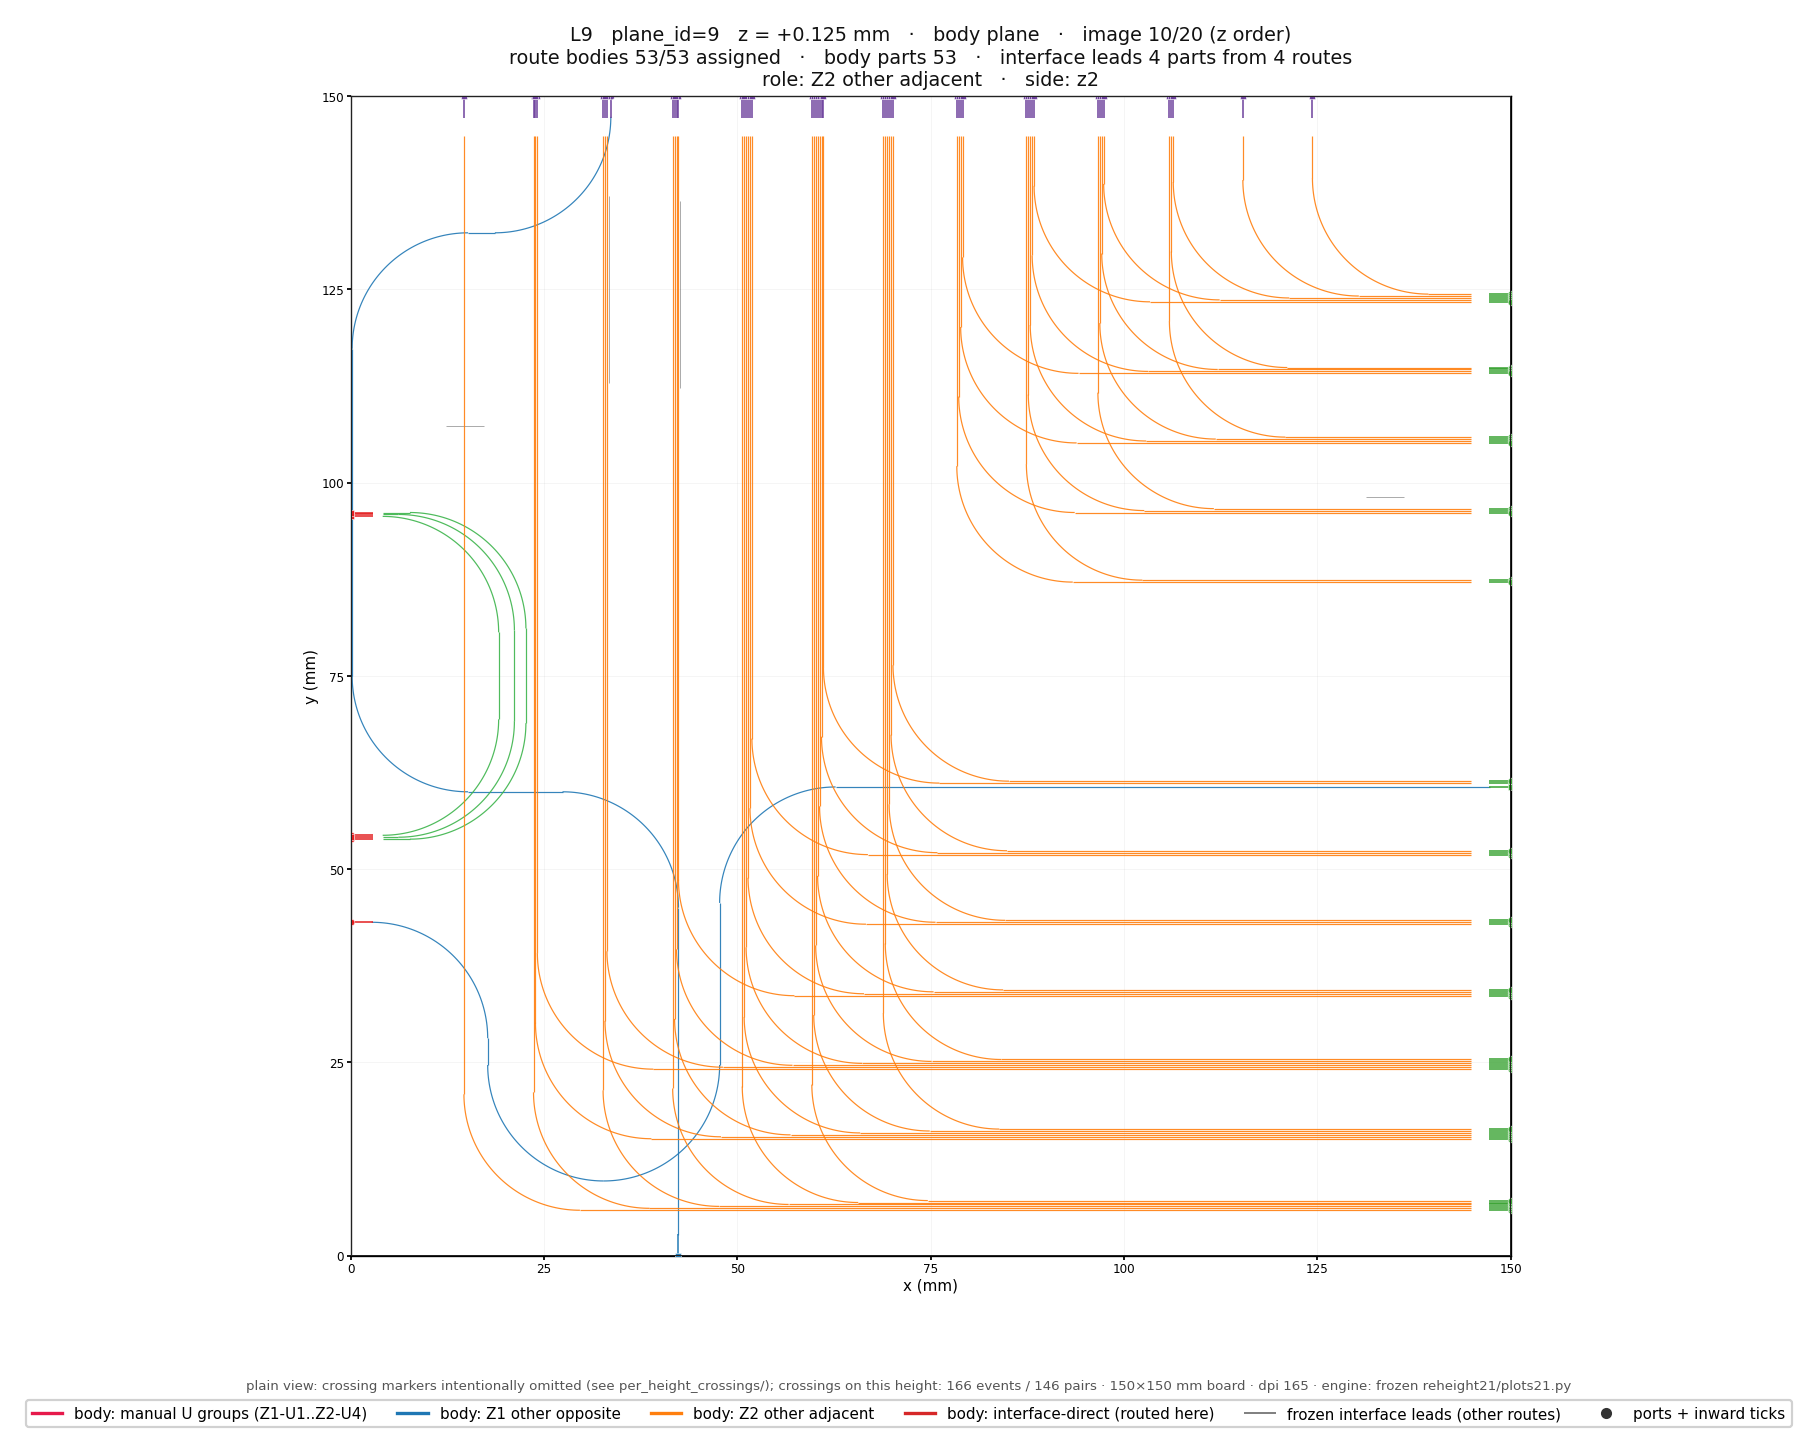 L9   plane_id=9   z = +0.125 mm   ·   body plane   ·   image 10/20 (z order)
route bodies 53/53 assigned   ·   body parts 53   ·   interface leads 4 parts from 4 routes
role: Z2 other adjacent   ·   side: z2
150
125
100
75
50
25
0
y (mm)
0 25 50 75 100 125 150
x (mm)
plain view: crossing markers intentionally omitted (see per_height_crossings/); crossings on this height: 166 events / 146 pairs · 150×150 mm board · dpi 165 · engine: frozen reheight21/plots21.py
body: manual U groups (Z1-U1..Z2-U4) body: Z1 other opposite body: Z2 other adjacent body: interface-direct (routed here) frozen interface leads (other routes) ports + inward ticks